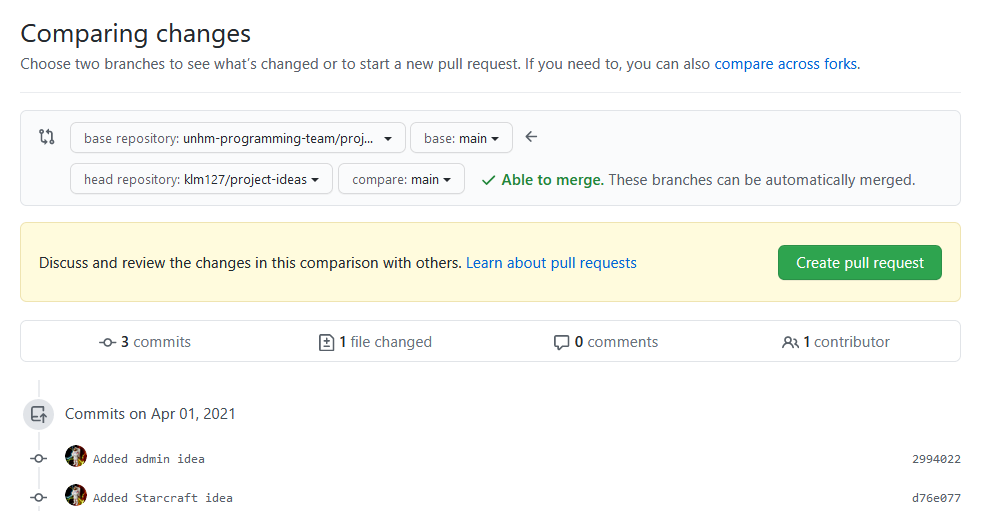 Comparing changes
Choose two branches to see what's changed or to start a new pull request. If you need to, you can also compare across forks.
base repository: unhm-programming-team/proj... base: main
head repository: klm127/project-ideas compare: main Able to merge. These branches can be automatically merged.
Discuss and review the changes in this comparison with others. Learn about pull requests Create pull request
3 commits 1 file changed 0 comments 1 contributor
Commits on Apr 01, 2021
Added admin idea 2994022
Added Starcraft idea d76e077